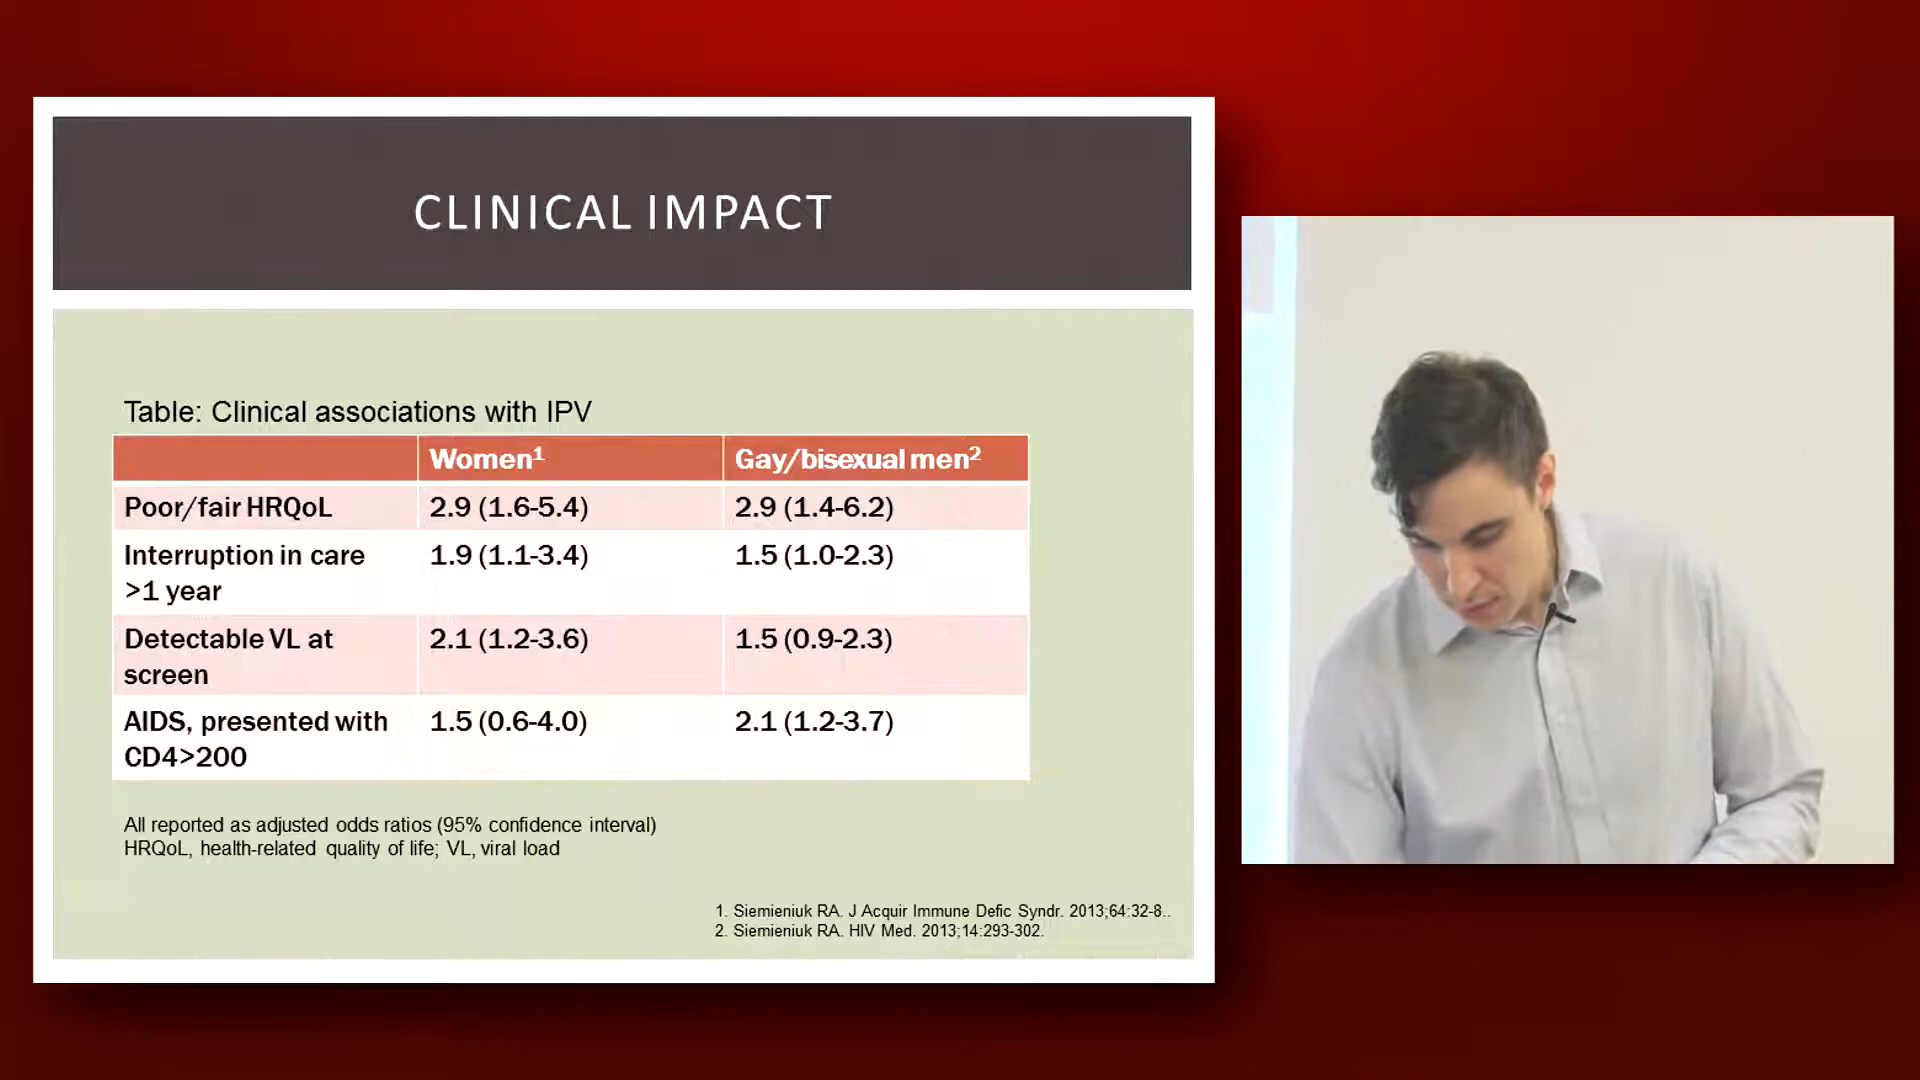 CLINICAL IMPACT
Table: Clinical associations with IPV
Women1 Gay/bisexual men2
Poor/fair HRQoL 2.9 (1.6-5.4) 2.9 (1.4-6.2)
Interruption in care 1.9 (1.1-3.4) 1.5 (1.0-2.3)
>1 year
Detectable VL at 2.1 (1.2-3.6) 1.5 (0.9-2.3)
screen
AIDS, presented with 1.5 (0.6-4.0) 2.1 (1.2-3.7)
CD4>200
All reported as adjusted odds ratios (95% confidence interval)
HRQoL, health-related quality of life; VL, viral load
1. Siemieniuk RA. J Acquir Immune Defic Syndr. 2013;64:32-8..
2. Siemieniuk RA. HIV Med. 2013;14:293-302.